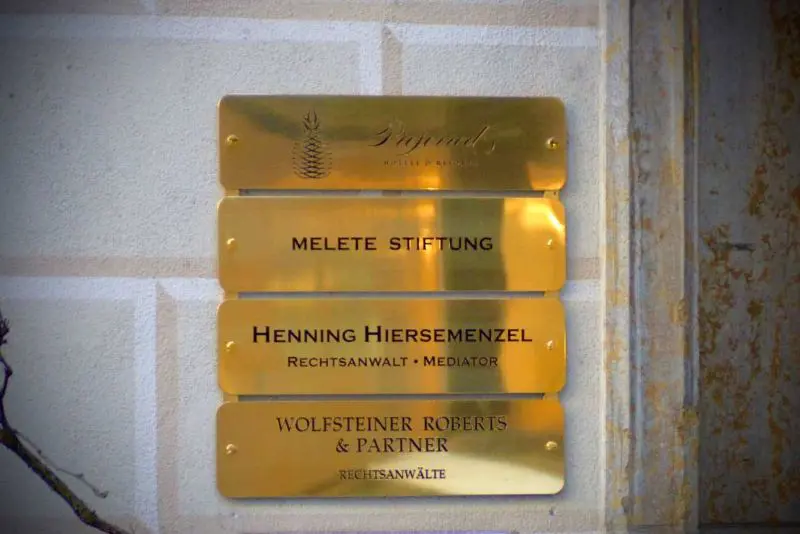 MELETE STIFTUNG
HENNING HIERSEMENZEL
RECHTSANWALT • MEDIATOR
WOLFSTEINER ROBERTS
& PARTNER
RECHTSANWÄLTE